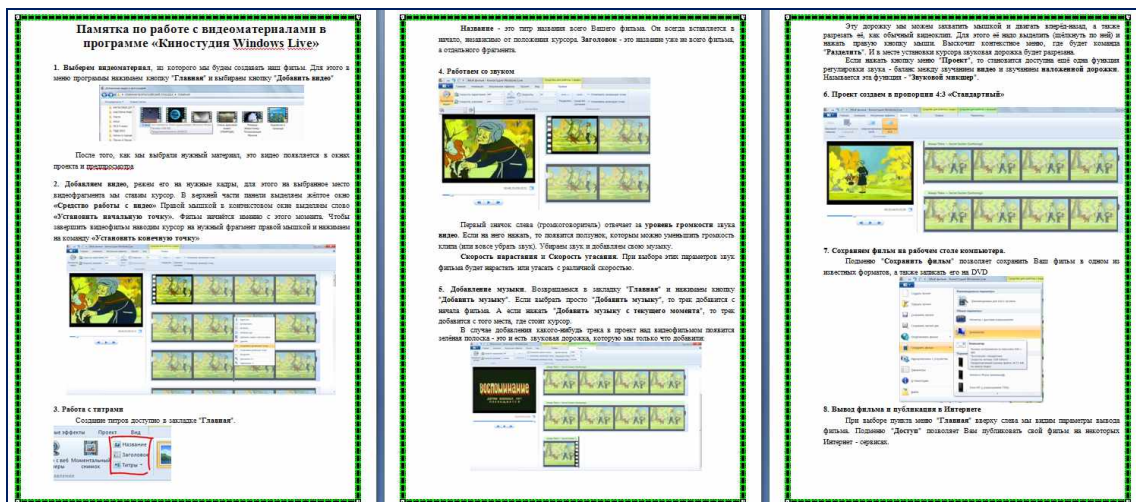 Памятка по работе с видеоматериалами в
программе «Киностудия Windows Live»
1. Выберем видеоматериал, из которого мы будем создавать наш фильм. Для этого в
меню программы нажимаем кнопку "Главная" и выбираем кнопку "Добавить видео"
После того, как мы выбрали нужный материал, это видео появляется в окнах
проекта и предпросмотра
2. Добавляем видео, режем его на нужные кадры, для этого на выбранное место
видеофрагмента мы ставим курсор. В верхней части панели выделяем жёлтое окно
«Средство работы с видео» Правой мышкой в контекстовом окне выделяем слово
«Установить начальную точку». Фильм начнётся именно с этого момента. Чтобы
завершить видеофильм наводим курсор на нужный фрагмент правой мышкой и нажимаем
на команду «Установить конечную точку»
3. Работа с титрами
Создание титров доступно в закладке "Главная".
Проект Вид
Название
Моментальный
снимок
Заголовок
Титры
Название - это титр названия всего Вашего фильма. Он всегда вставляется в
начало, независимо от положения курсора. Заголовок - это название уже не всего фильма,
а отдельного фрагмента.
4. Работаем со звуком
Первый значок слева (громкоговоритель) отвечает за уровень громкости звука
видео. Если на него нажать, то появится ползунок, которым можно уменьшить громкость
клипа (или вовсе убрать звук). Убираем звук и добавляем свою музыку.
Скорость нарастания и Скорость угасания. При выборе этих параметров звук
фильма будет нарастать или угасать с различной скоростью.
5. Добавление музыки. Возвращаемся в закладку "Главная" и нажимаем кнопку
"Добавить музыку". Если выбрать просто "Добавить музыку", то трек добавится с
начала фильма. А если нажать "Добавить музыку с текущего момента", то трек
добавится с того места, где стоит курсор.
В случае добавления какого-нибудь трека в проект над видеофильмом появится
зелёная полоска - это и есть звуковая дорожка, которую мы только что добавили:
ВОСПОМИНАНИЕ
Эту дорожку мы можем захватить мышкой и двигать вперёд-назад, а также
разрезать её, как обычный видеоклип. Для этого её надо выделить (щёлкнуть по ней) и
нажать правую кнопку мыши. Выскочит контекстное меню, где будет команда
"Разделить". И в месте установки курсора звуковая дорожка будет разрезана.
Если нажать кнопку меню "Проект", то становится доступна ещё одна функция
регулировки звука - баланс между звучанием видео и звучанием наложенной дорожки.
Называется эта функция - "Звуковой микшер".
6. Проект создаем в пропорции 4:3 «Стандартный»
7. Сохраняем фильм на рабочем столе компьютера.
Подменю "Сохранить фильм" позволяет сохранить Ваш фильм в одном из
известных форматов, а также записать его на DVD
8. Вывод фильма и публикация в Интернете
При выборе пункта меню "Главная" вверху слева мы видим параметры вывода
фильма. Подменю "Доступ" позволяет Вам публиковать свой фильм на некоторых
Интернет - сервисах.